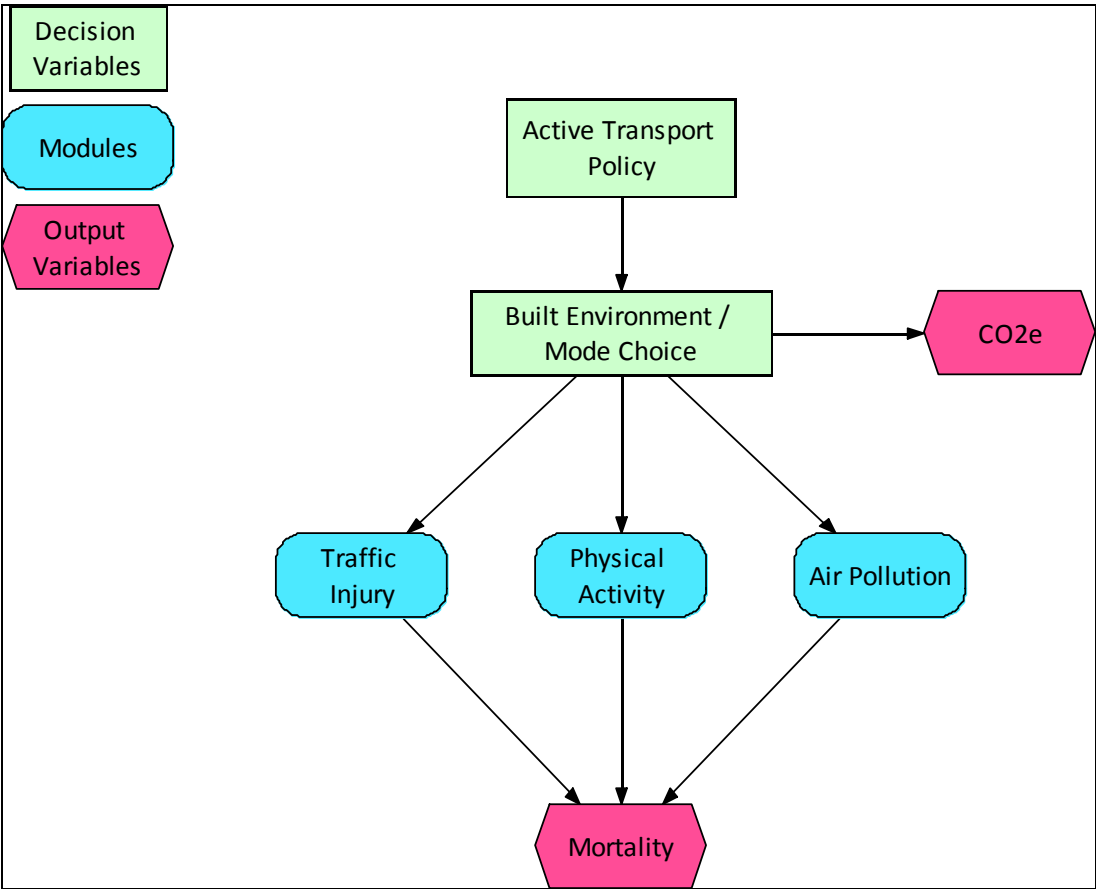 Decision
Variables
Modules
Output
Variables
Active Transport
Policy
Built Environment /
Mode Choice
CO2e
Traffic
Injury
Physical
Activity
Air Pollution
Mortality